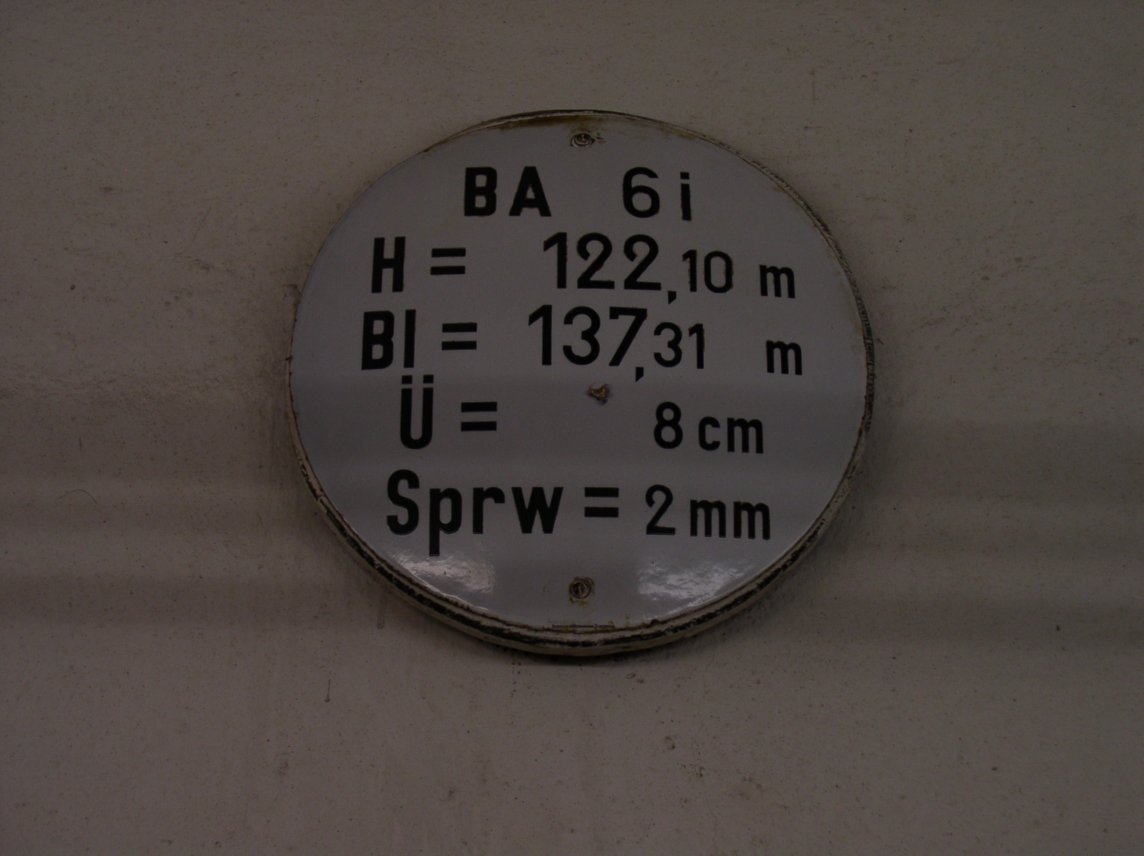 BA 6i
H = 122,10 m
Bl = 137,31 m
Ü = 8 cm
Sprw = 2 mm